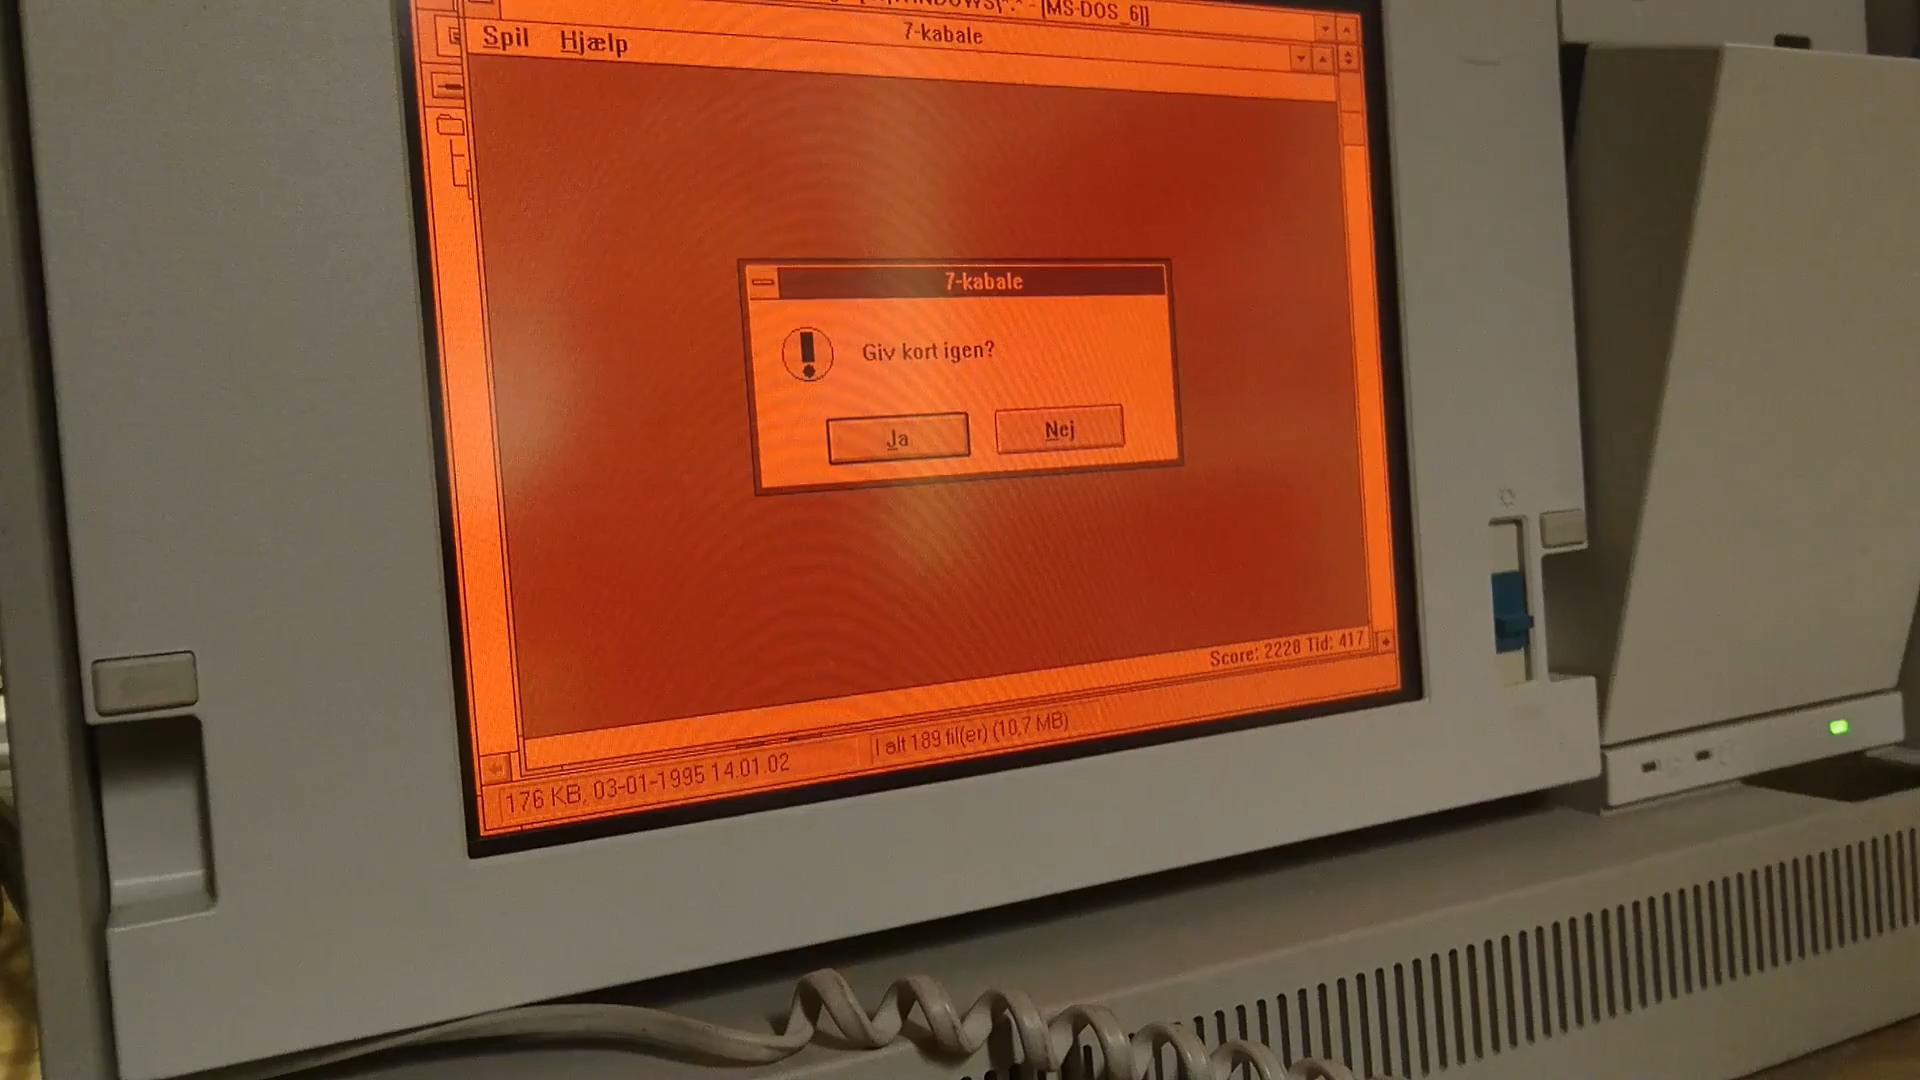 [MS-DOS_6]]
7-kabale
Spil Hjælp
7-kabale
Giv kort igen?
Ja Nej
Score: 2228 Tid: 417
176 KB, 03-01-1995 14.01.02 I alt 189 fil(er) (10,7 MB)